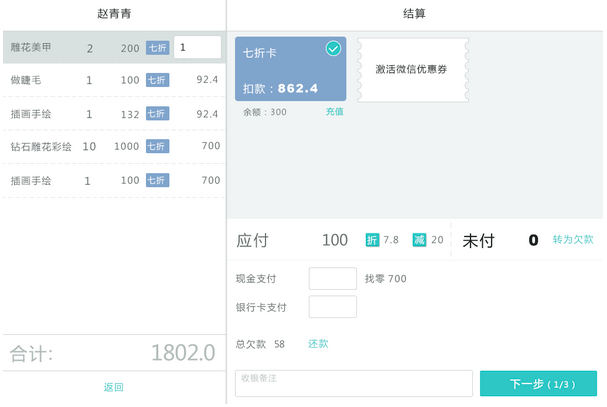 赵青青
雕花美甲 2 200 七折 1
做睫毛 1 100 七折 92.4
插画手绘 1 132 七折 92.4
钻石雕花彩绘 10 1000 七折 700
插画手绘 1 100 七折 700
合计: 1802.0
返回
结算
七折卡
扣款：862.4
余额：300 充值
激活微信优惠券
应付 100 折 7.8 减 20 未付 0 转为欠款
现金支付 找零 700
银行卡支付
总欠款 58 还款
收银备注
下一步 ( 1/3 )